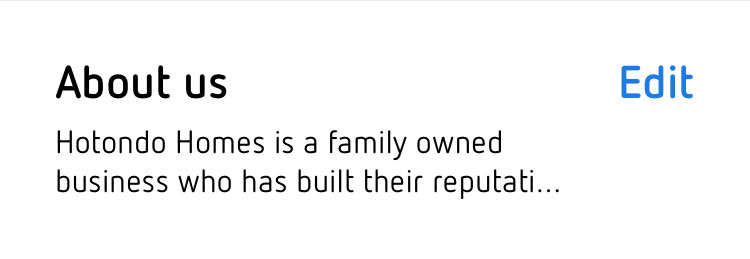 About us
Edit
Hotondo Homes is a family owned
business who has built their reputati...